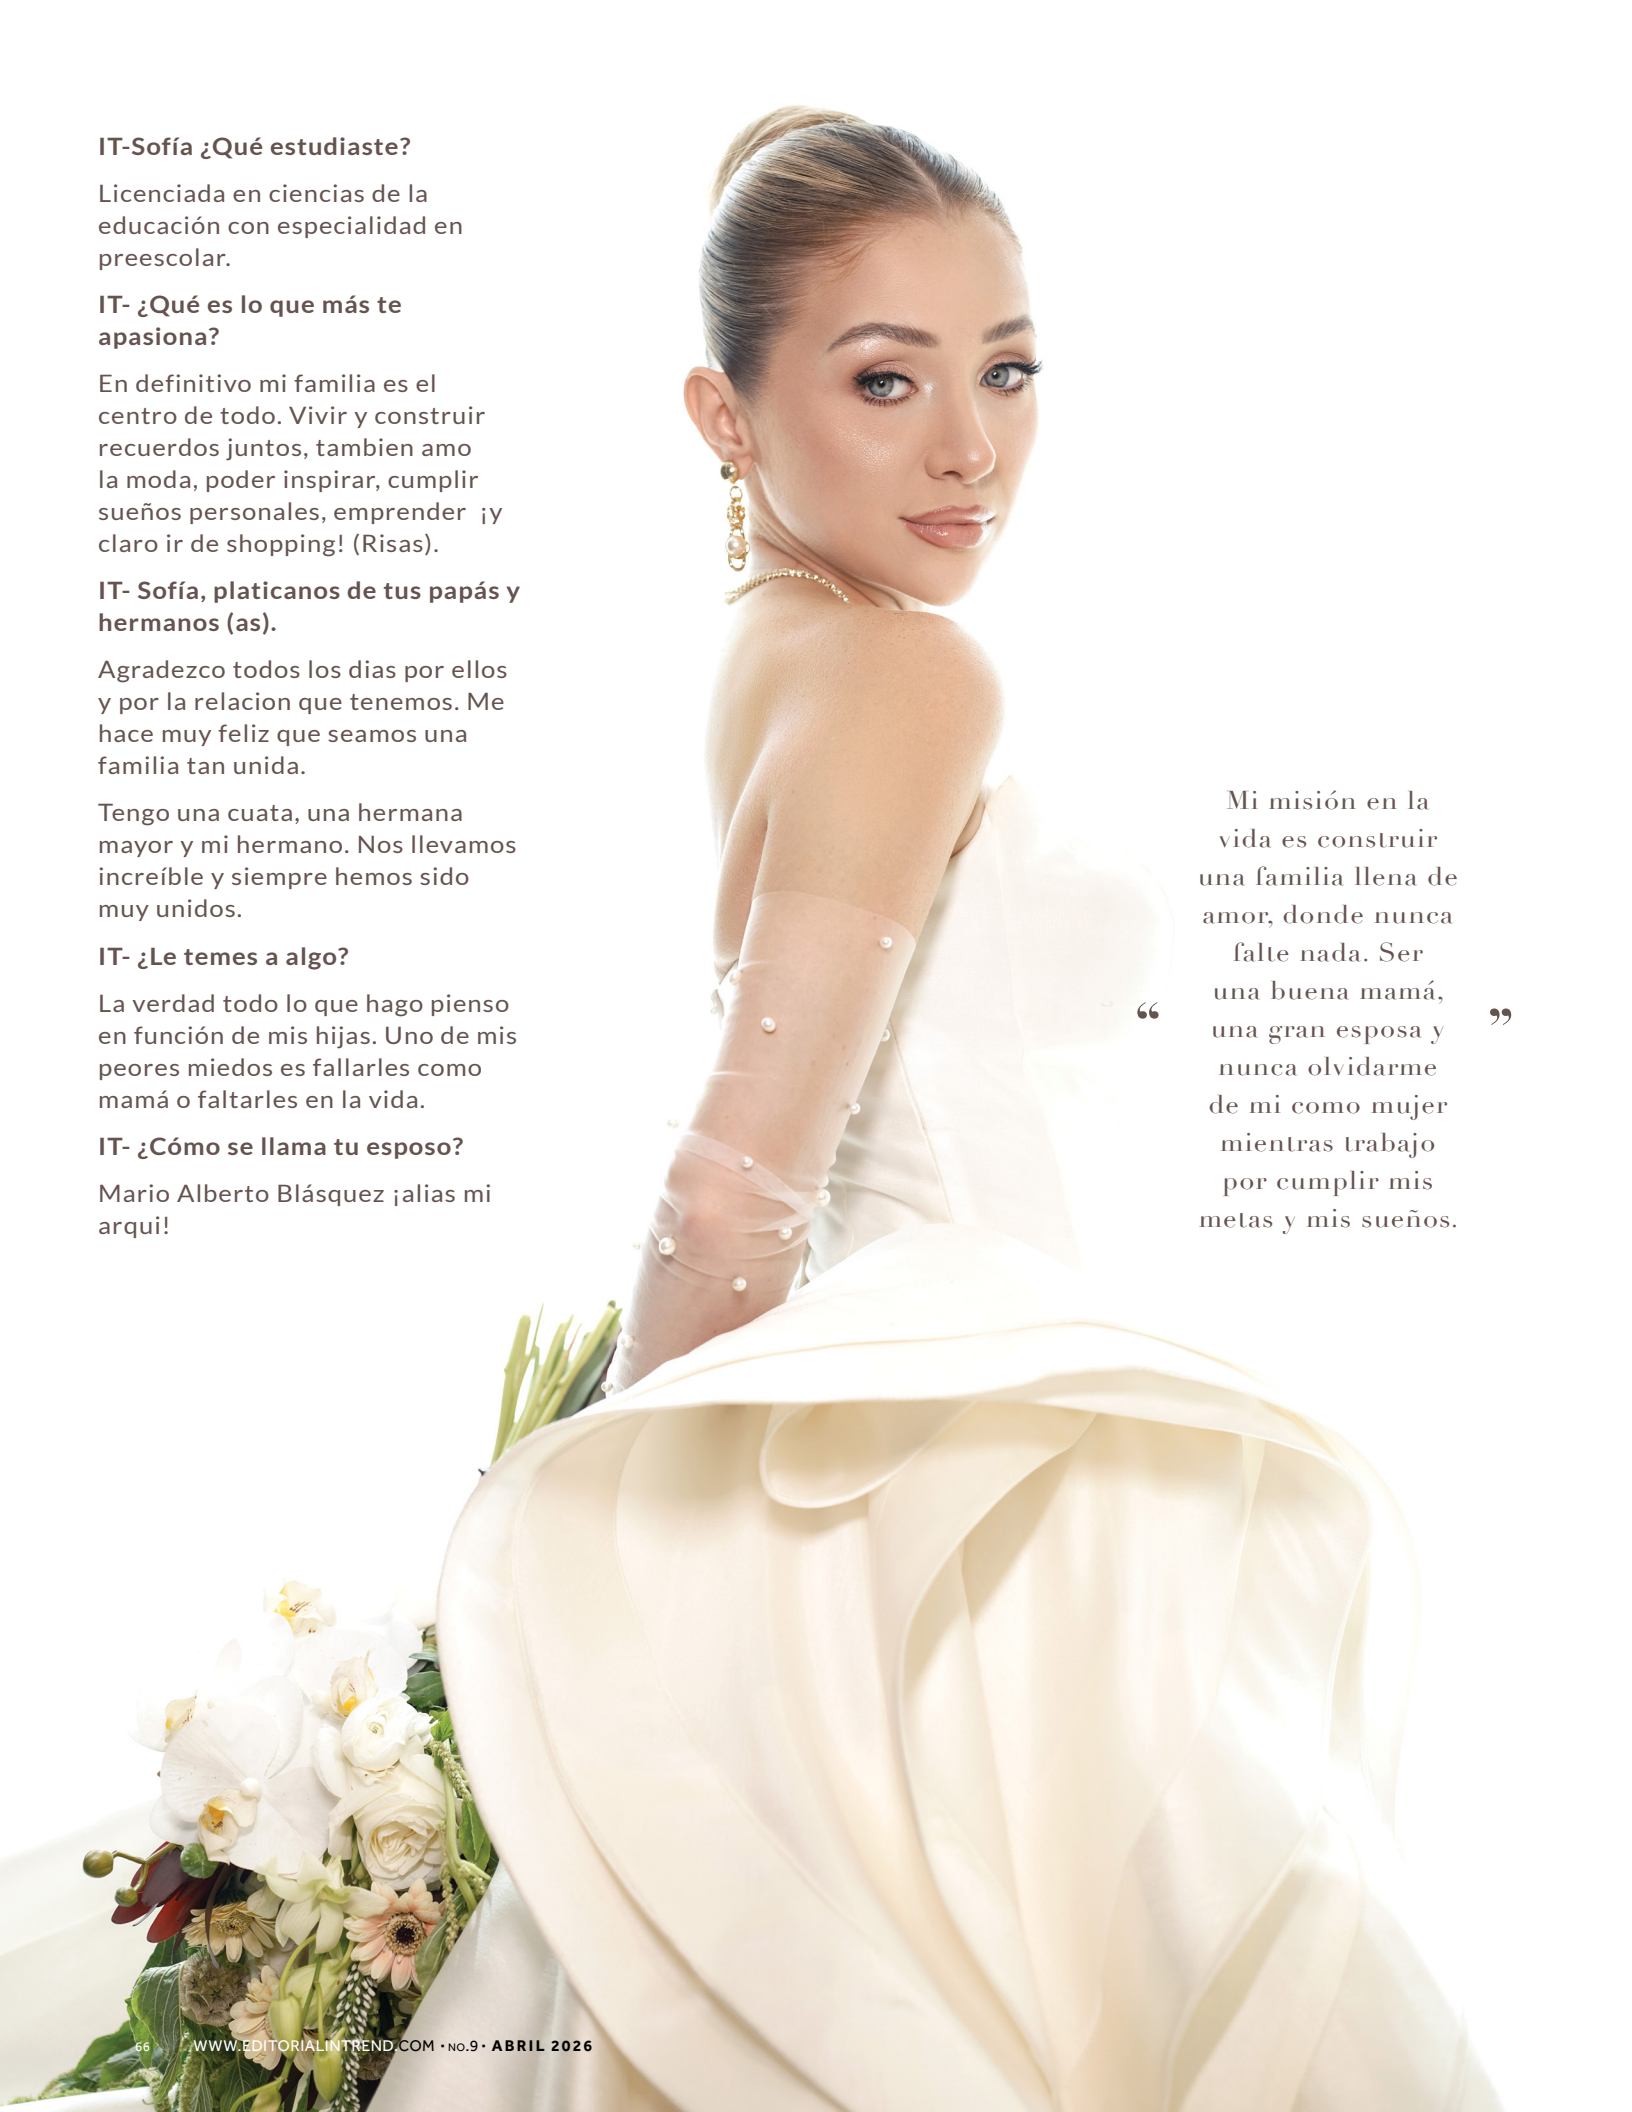 IT-Sofía ¿Qué estudiaste?
Licenciada en ciencias de la
educación con especialidad en
preescolar.
IT- ¿Qué es lo que más te
apasiona?
En definitivo mi familia es el
centro de todo. Vivir y construir
recuerdos juntos, tambien amo
la moda, poder inspirar, cumplir
sueños personales, emprender  ¡y
claro ir de shopping! (Risas).
IT- Sofía, platicanos de tus papás y
hermanos (as).
Agradezco todos los dias por ellos
y por la relacion que tenemos. Me
hace muy feliz que seamos una
familia tan unida.
Tengo una cuata, una hermana
mayor y mi hermano. Nos llevamos
increíble y siempre hemos sido
muy unidos.
IT- ¿Le temes a algo?
La verdad todo lo que hago pienso
en función de mis hijas. Uno de mis
peores miedos es fallarles como
mamá o faltarles en la vida.
IT- ¿Cómo se llama tu esposo?
Mario Alberto Blásquez ¡alias mi
arqui!
“
Mi misión en la
vida es construir
una familia llena de
amor, donde nunca
falte nada. Ser
una buena mamá,
una gran esposa y
nunca olvidarme
de mi como mujer
mientras trabajo
por cumplir mis
metas y mis sueños.
”
66 WWW.EDITORIALINTREND.COM • NO.9 • ABRIL 2026